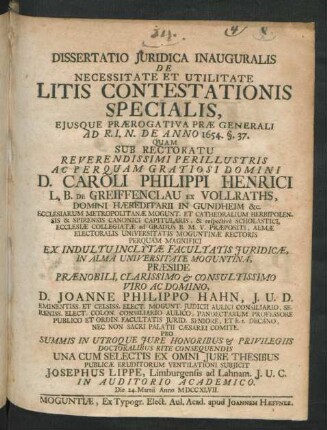 DISSERTATIO JURIDICA INAUGURALIS
DE
NECESSITATE ET UTILITATE
LITIS CONTESTATIONIS
SPECIALIS,
EJUSQUE PRÆROGATIVA PRÆ GENERALI
AD R.I.N. DE ANNO 1654. §. 37.
QUAM
SUB RECTORATU
REVERENDISSIMI PERILLUSTRIS
AC PERQUAM GRATIOSI DOMINI
D. CAROLI PHILIPPI HENRICI
L. B. DE GREIFFENCLAU EX VOLLRATHS,
DOMINI HÆREDITARII IN GUNDHEIM &c.
ECCLESIARUM METROPOLITANÆ MOGUNT. ET CATHEDRALIUM HERBIPOLEN-
SIS & SPIRENSIS CANONICI CAPITULARIS, & respectivè SCHOLASTICI,
ECCLESIÆ COLLEGIATÆ ad GRADUS B. M. V. PRÆPOSITI, ALMÆ
ELECTORALIS UNIVERSITATIS MOGUNTINÆ RECTORIS
PERQUAM MAGNIFICI
EX INDULTU INCLYTÆ FACULTATIS JURIDICÆ,
IN ALMA UNIVERSITATE MOGUNTINA,
PRÆSIDE
PRÆNOBILI, CLARISSIMO & CONSULTISSIMO
VIRO AC DOMINO,
D. JOANNE PHILIPPO HAHN, J. U. D.
EMINENTISS. ET CELSISS. ELECT. MOGUNT. JUDICII AULICI CONSILIARIO, SE-
RENISS. ELECT. COLON. CONSILIARIO AULICO, PANDECTARUM PROFESSORE
PUBLICO ET ORDIN. FACULTATIS JURID. SENIORE, ET p. t. DECANO,
NEC NON SACRI PALATII CÆSAREI COMITE.
PRO
SUMMIS IN UTROQUE JURE HONORIBUS & PRIVILEGIIS
DOCTORALIBUS RITE CONSEQUENDIS
UNA CUM SELECTIS EX OMNI JURE THESIBUS
PUBLICÆ ERUDITORUM VENTILATIONI SUBJICIT
JOSEPHUS LIPPE, Limburgensis ad Lahnam. J. U. C.
IN AUDITORIO ACADEMICO.
Die 24. Martii Anno MDCCXLVII.
MOGUNTIÆ, Ex Typogr. Elect. Aul. Acad. apud JOANNEM HÆFFNER.